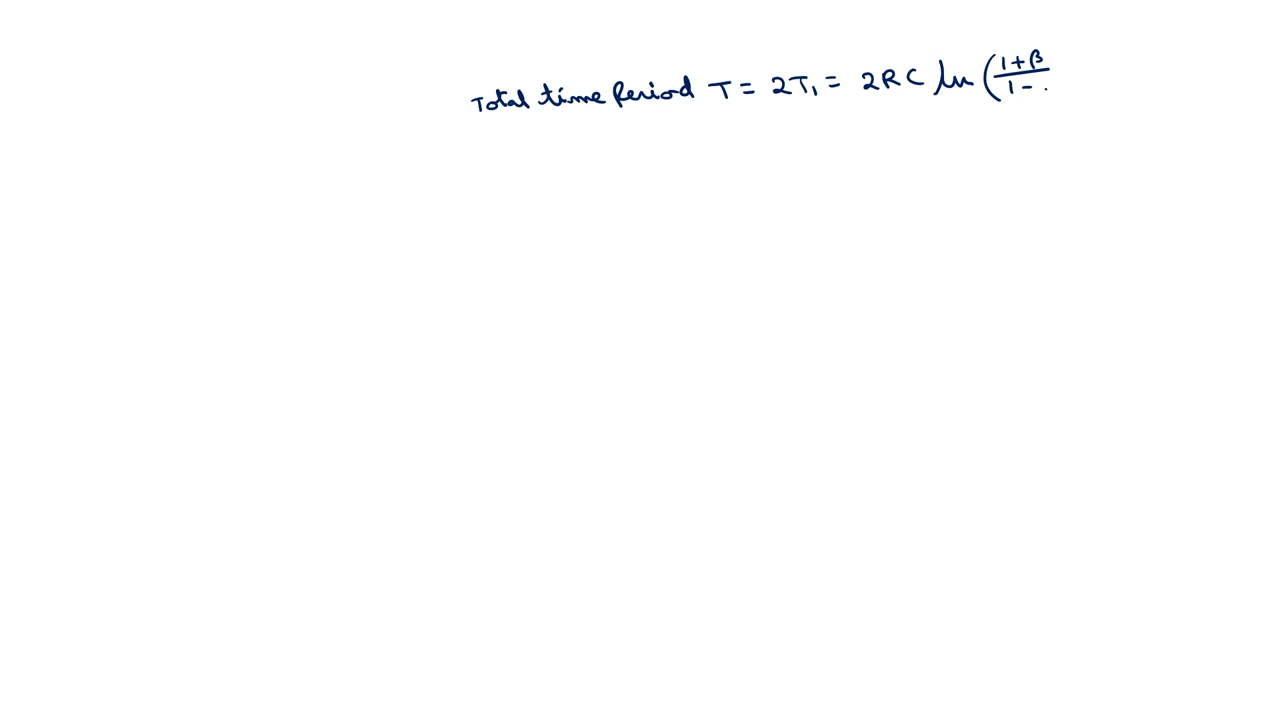 Total time Period T = 2T₁ = 2RC ln (1+β / 1-